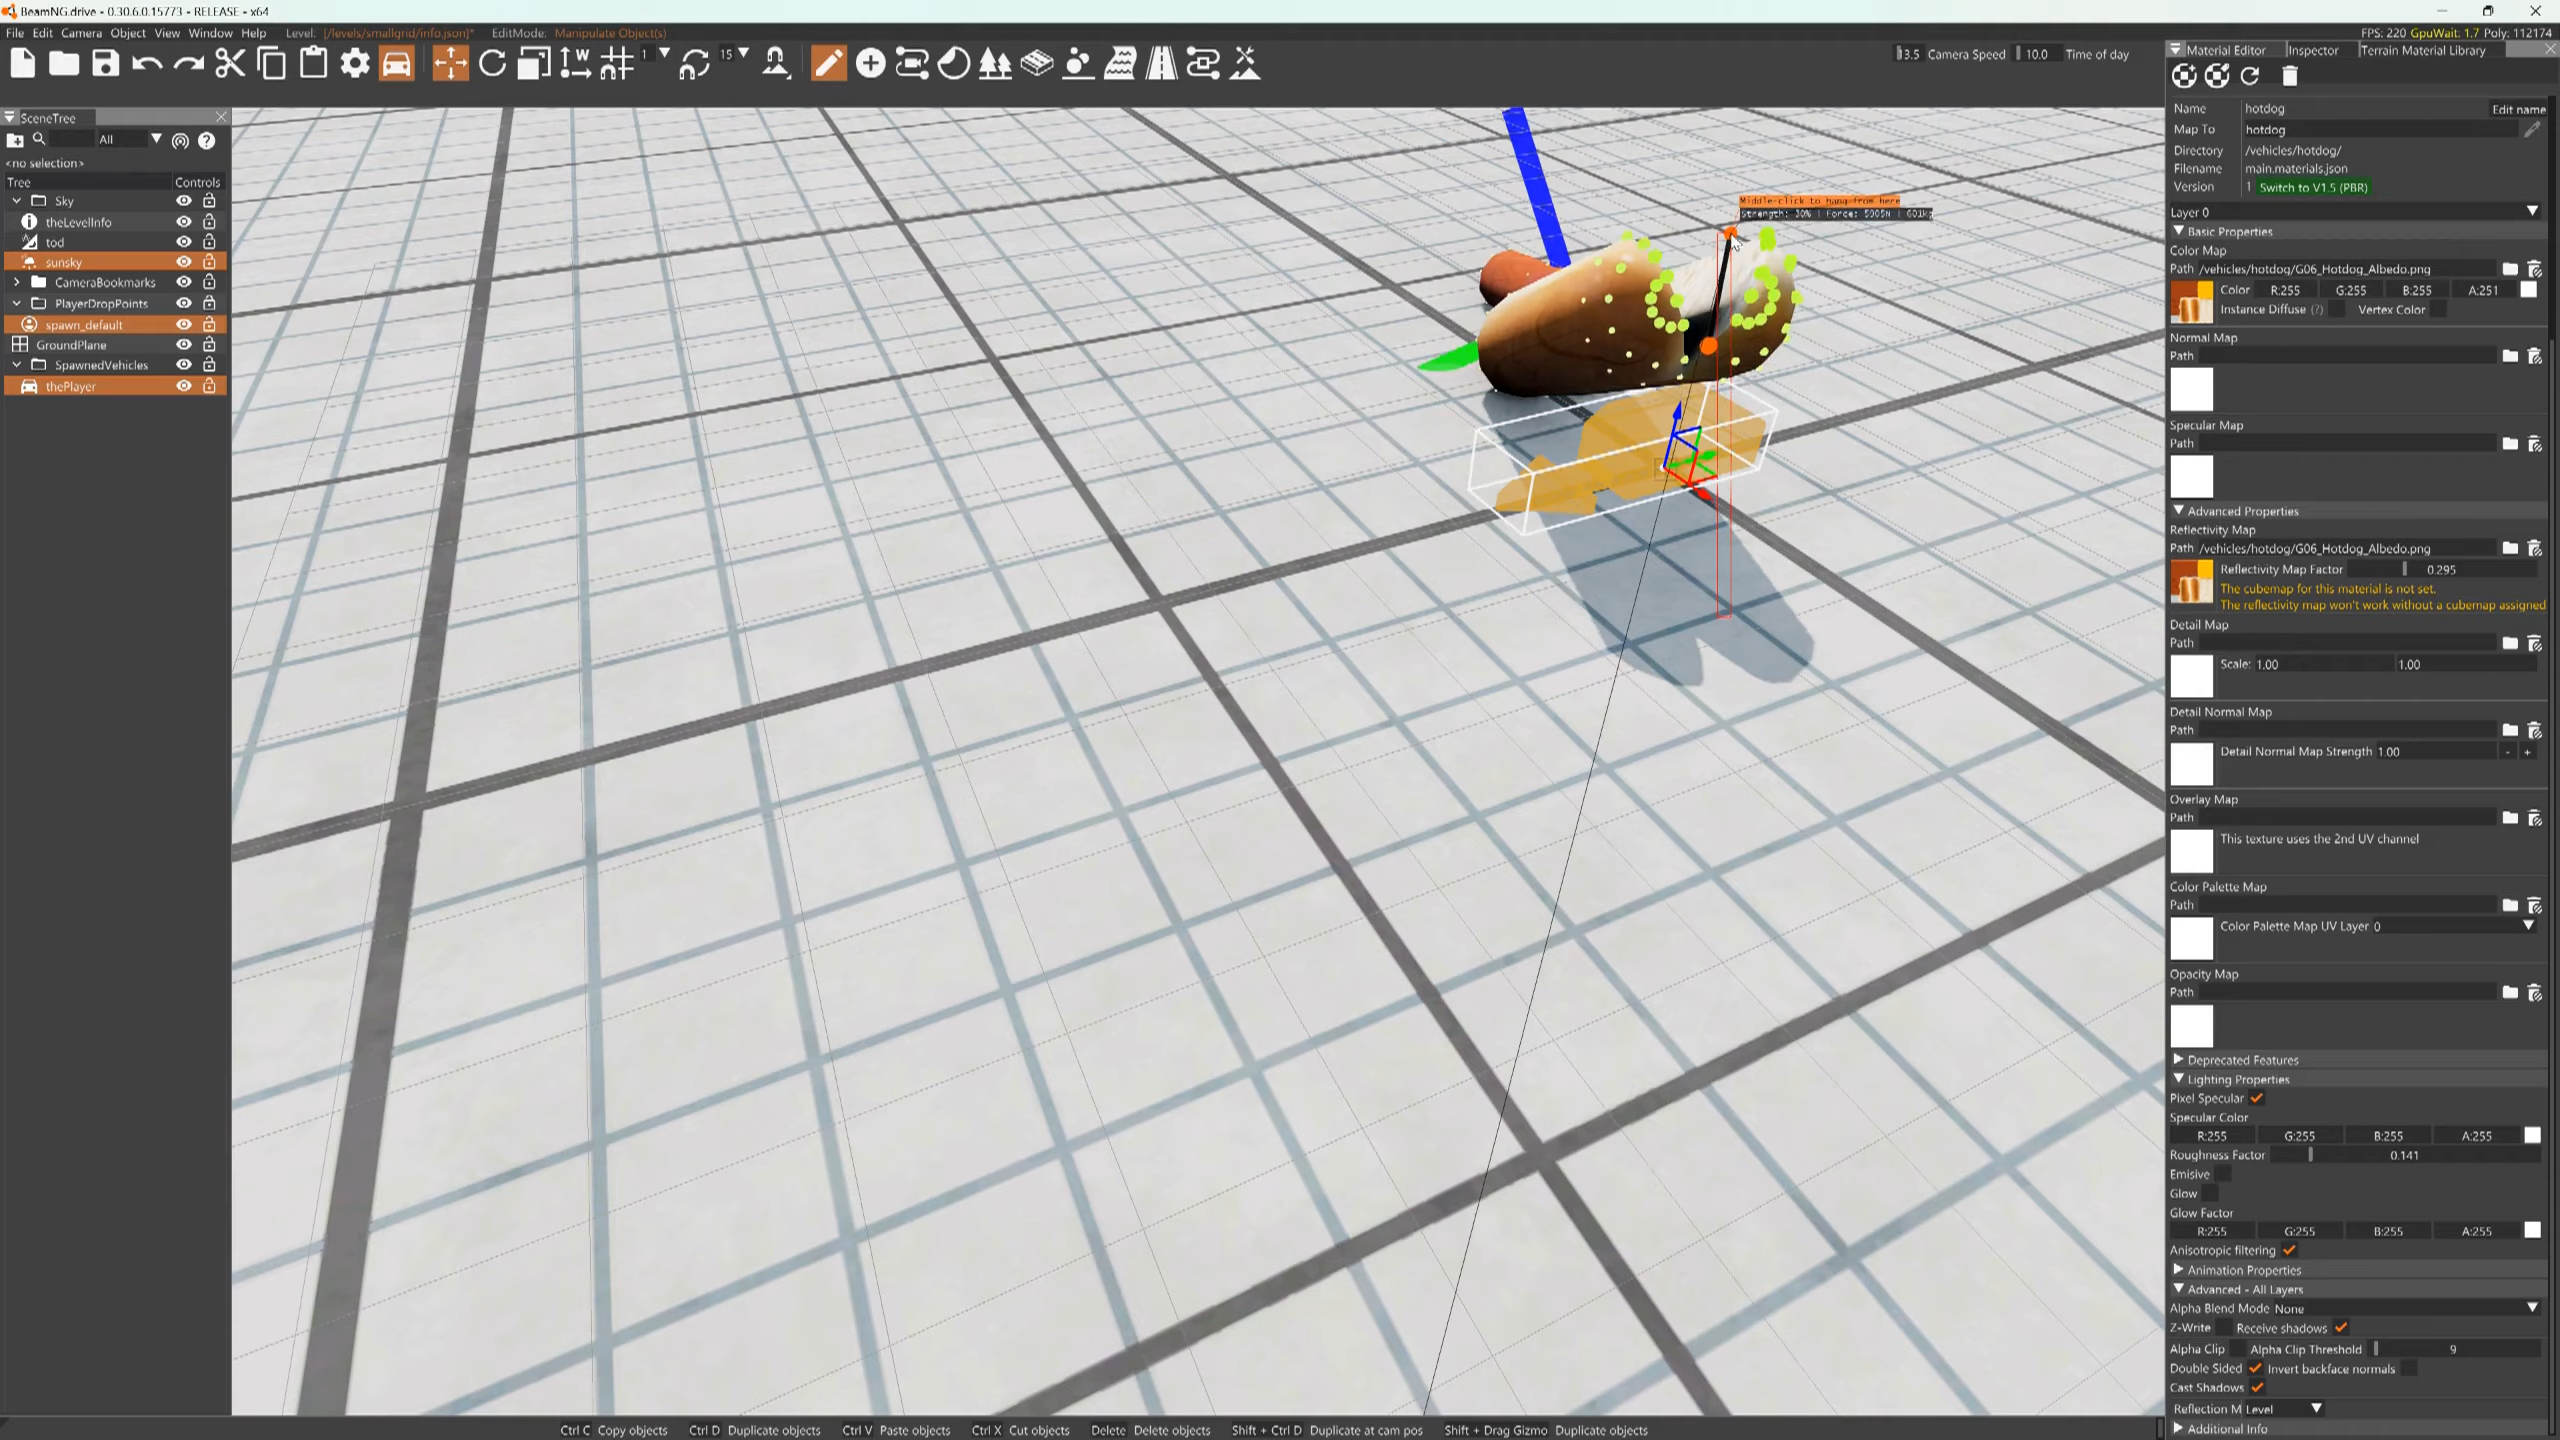 BeamNG.drive - 0.30.6.0.15773 - RELEASE - x64
File Edit Camera Object View Window Help Level: [/levels/smallgrid/info.json]* EditMode: Manipulate Object(s)
FPS: 220 GpuWait: 1.7 Poly: 112174
1 15
13.5 Camera Speed 10.0 Time of day
SceneTree
All
<no selection>
Tree Controls
Sky
theLevelInfo
tod
sunsky
CameraBookmarks
PlayerDropPoints
spawn_default
GroundPlane
SpawnedVehicles
thePlayer
Middle-click to hang from here
Strength: 30% | Force: 5905N | 601kg
Material Editor Inspector Terrain Material Library
Name hotdog Edit name
Map To hotdog
Directory /vehicles/hotdog/
Filename main.materials.json
Version 1 Switch to V1.5 (PBR)
Layer 0
Basic Properties
Color Map
Path /vehicles/hotdog/G06_Hotdog_Albedo.png
Color R:255 G:255 B:255 A:251
Instance Diffuse (?) Vertex Color
Normal Map
Path
Specular Map
Path
Advanced Properties
Reflectivity Map
Path /vehicles/hotdog/G06_Hotdog_Albedo.png
Reflectivity Map Factor 0.295
The cubemap for this material is not set.
The reflectivity map won't work without a cubemap assigned
Detail Map
Path
Scale: 1.00 1.00
Detail Normal Map
Path
Detail Normal Map Strength 1.00 - +
Overlay Map
Path
This texture uses the 2nd UV channel
Color Palette Map
Path
Color Palette Map UV Layer 0
Opacity Map
Path
Deprecated Features
Lighting Properties
Pixel Specular
Specular Color
R:255 G:255 B:255 A:255
Roughness Factor 0.141
Emissive
Glow
Glow Factor
R:255 G:255 B:255 A:255
Anisotropic filtering
Animation Properties
Advanced - All Layers
Alpha Blend Mode None
Z-Write Receive shadows
Alpha Clip Alpha Clip Threshold 9
Double Sided Invert backface normals
Cast Shadows
Reflection M Level
Additional Info
Ctrl C Copy objects Ctrl D Duplicate objects Ctrl V Paste objects Ctrl X Cut objects Delete Delete objects Shift + Ctrl D Duplicate at cam pos Shift + Drag Gizmo Duplicate objects